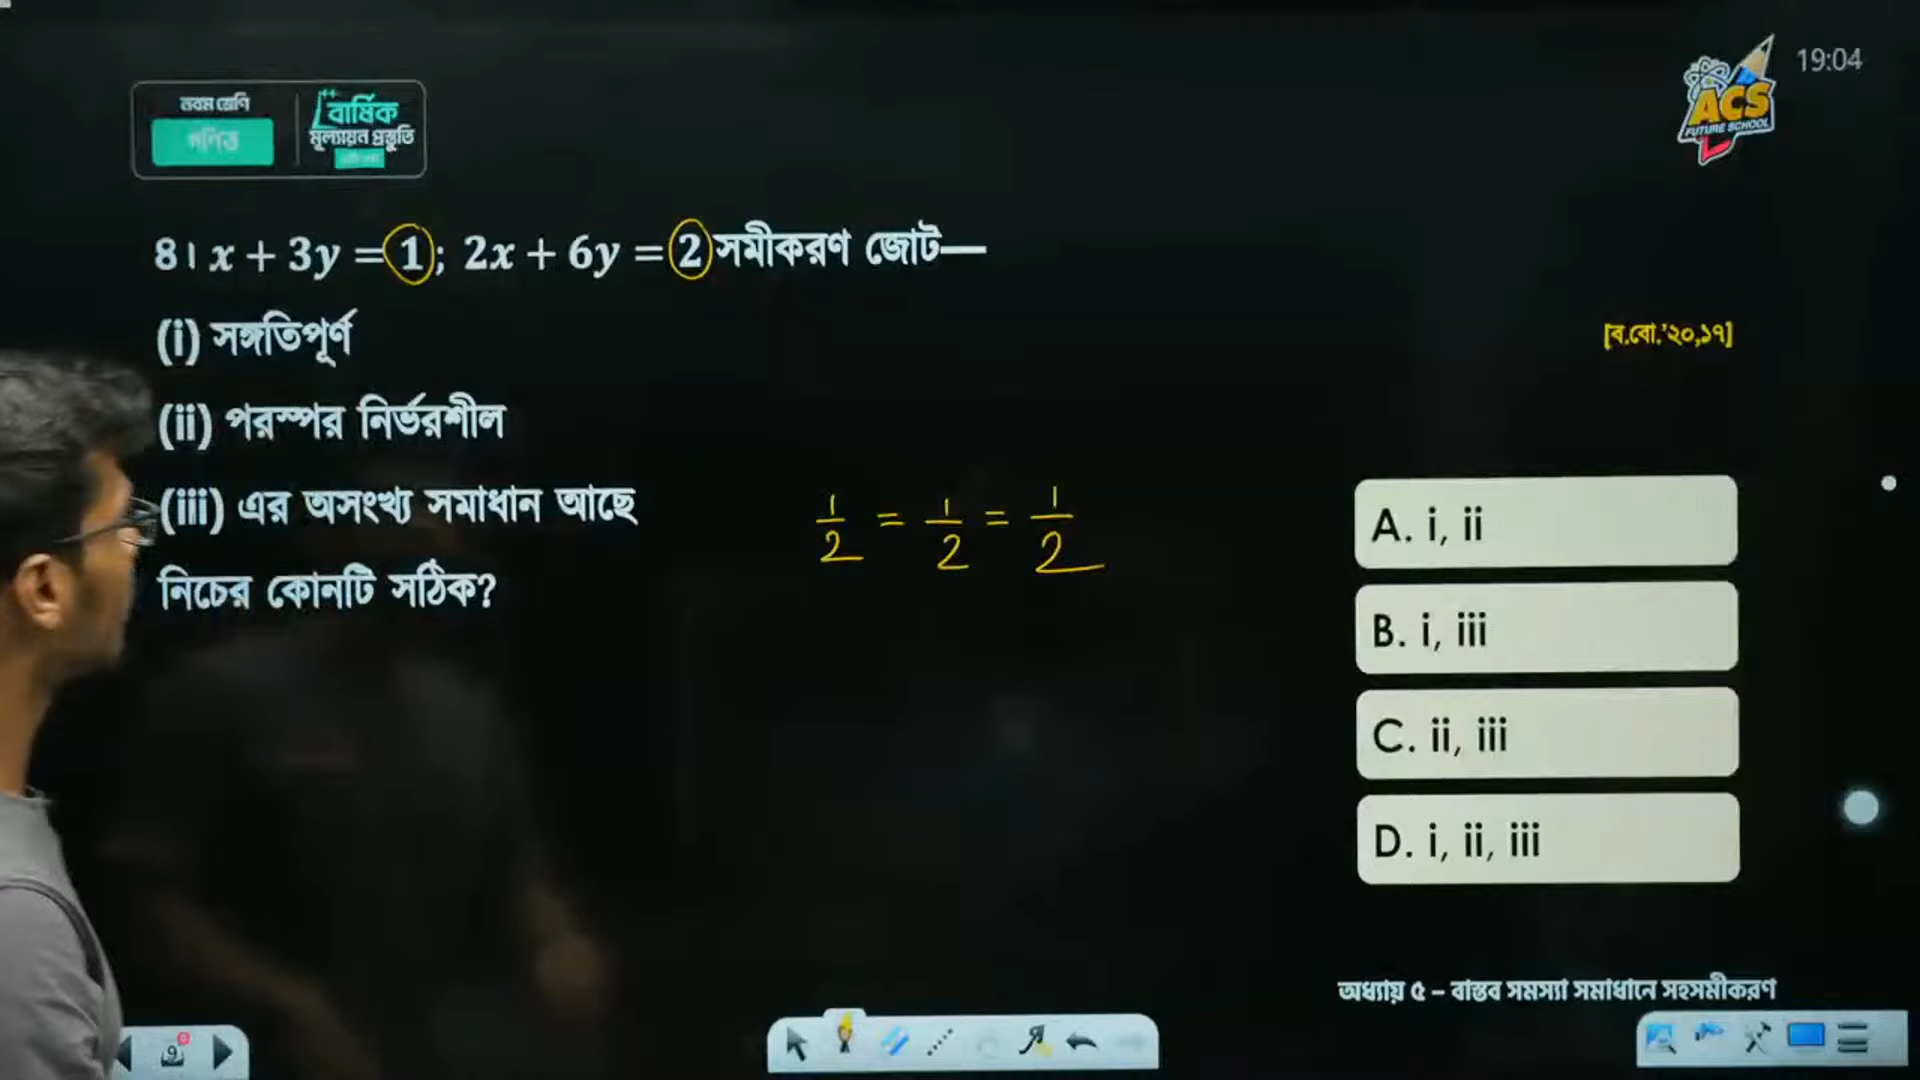 নবম শ্রেণি
গণিত
বার্ষিক
মূল্যায়ন প্রস্তুতি
ACS
FUTURE SCHOOL
19:04
8। x + 3y = 1; 2x + 6y = 2 সমীকরণ জোট—
(i) সঙ্গতিপূর্ণ
[ব.বো.'২০,১৭]
(ii) পরস্পর নির্ভরশীল
(iii) এর অসংখ্য সমাধান আছে
নিচের কোনটি সঠিক?
1/2 = 1/2 = 1/2
A. i, ii
B. i, iii
C. ii, iii
D. i, ii, iii
অধ্যায় ৫ – বাস্তব সমস্যা সমাধানে সহসমীকরণ
9